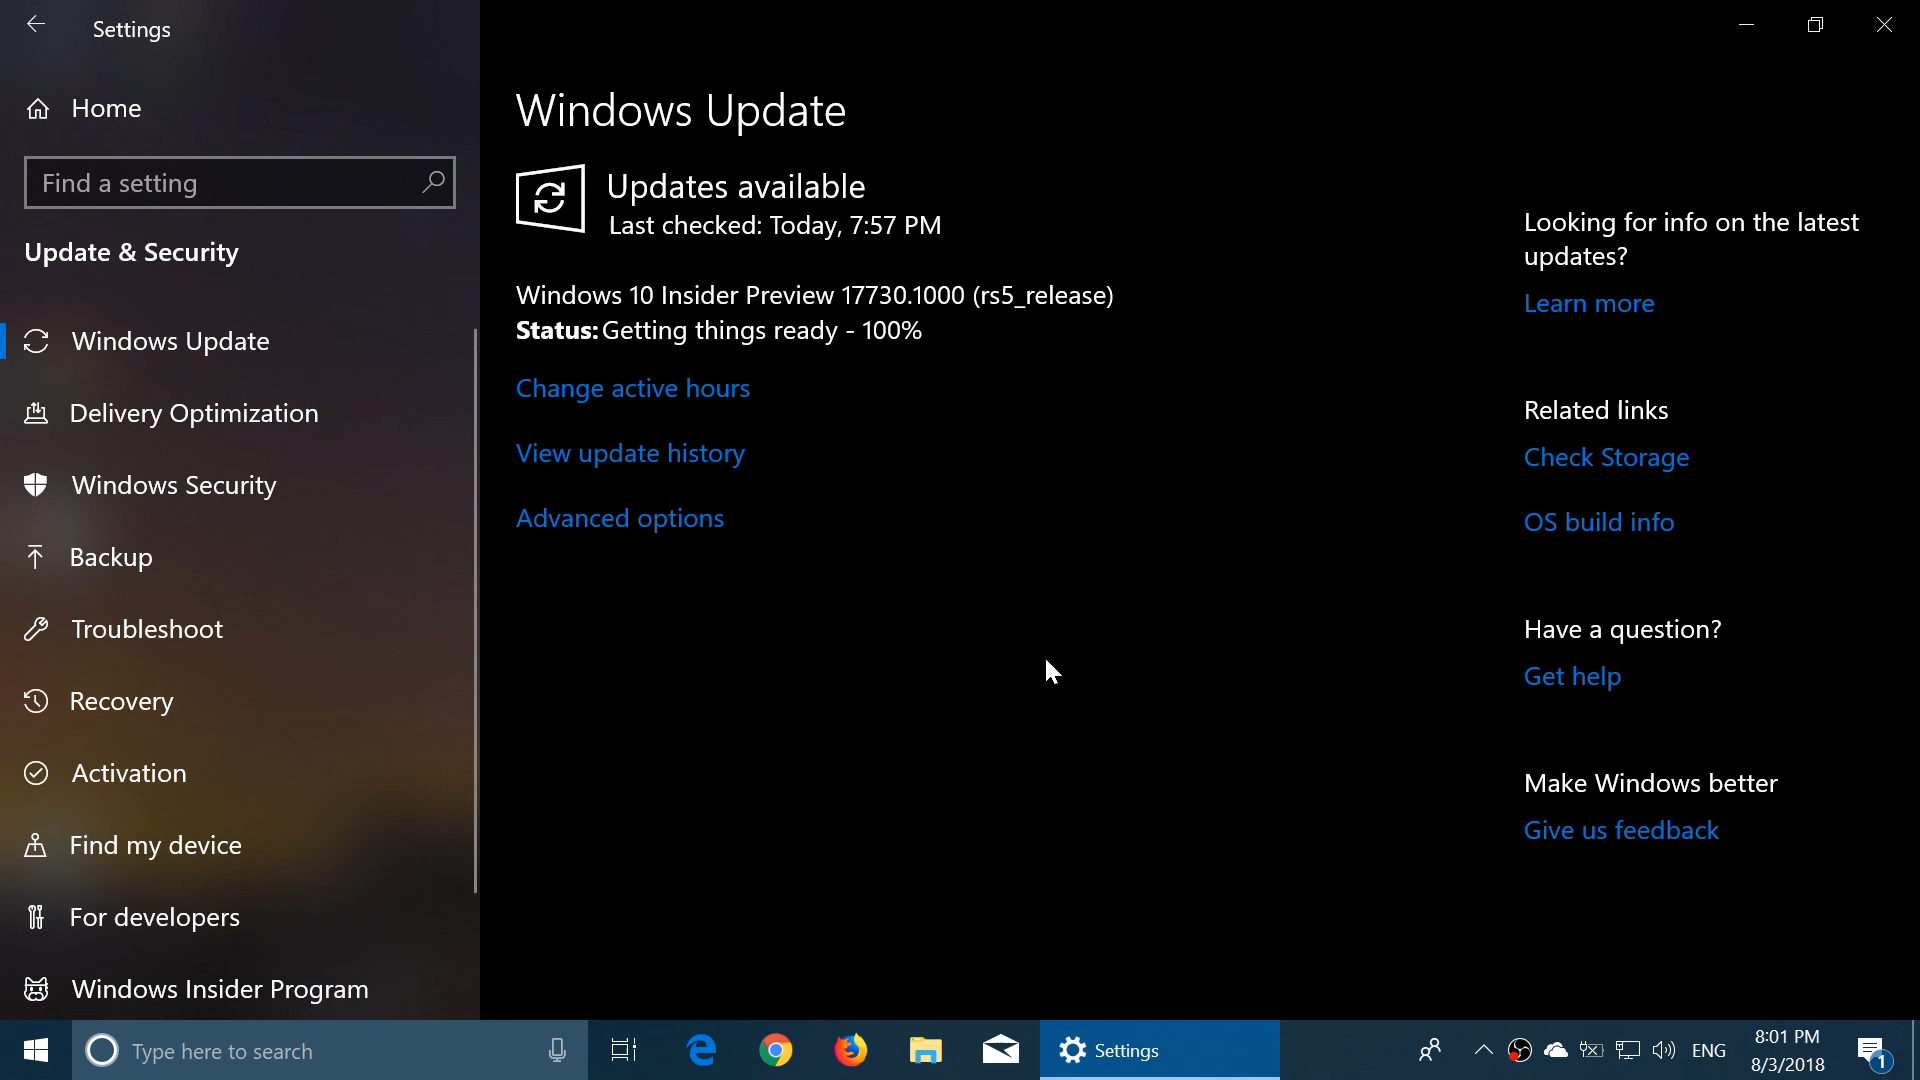 Settings
Home
Find a setting
Update & Security
Windows Update
Delivery Optimization
Windows Security
Backup
Troubleshoot
Recovery
Activation
Find my device
For developers
Windows Insider Program
Windows Update
Updates available
Last checked: Today, 7:57 PM
Windows 10 Insider Preview 17730.1000 (rs5_release)
Status: Getting things ready - 100%
Change active hours
View update history
Advanced options
Looking for info on the latest
updates?
Learn more
Related links
Check Storage
OS build info
Have a question?
Get help
Make Windows better
Give us feedback
Type here to search
Settings
ENG
8:01 PM
8/3/2018
1